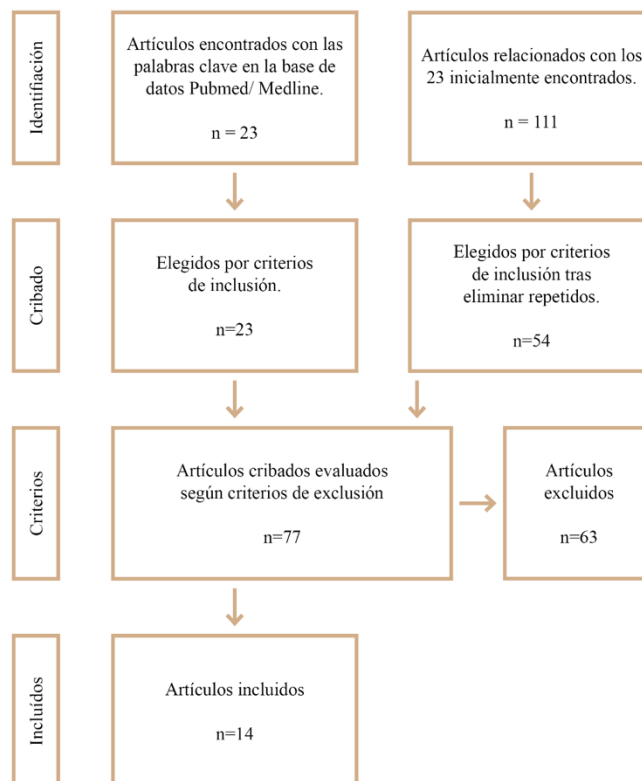 Identifiación
Artículos encontrados con las
palabras clave en la base de
datos Pubmed/ Medline.
n = 23
Artículos relacionados con los
23 inicialmente encontrados.
n = 111
Cribado
Elegidos por criterios
de inclusión.
n=23
Elegidos por criterios
de inclusión tras
eliminar repetidos.
n=54
Criterios
Artículos cribados evaluados
según criterios de exclusión
n=77
Artículos
excluidos
n=63
Incluídos
Artículos incluidos
n=14